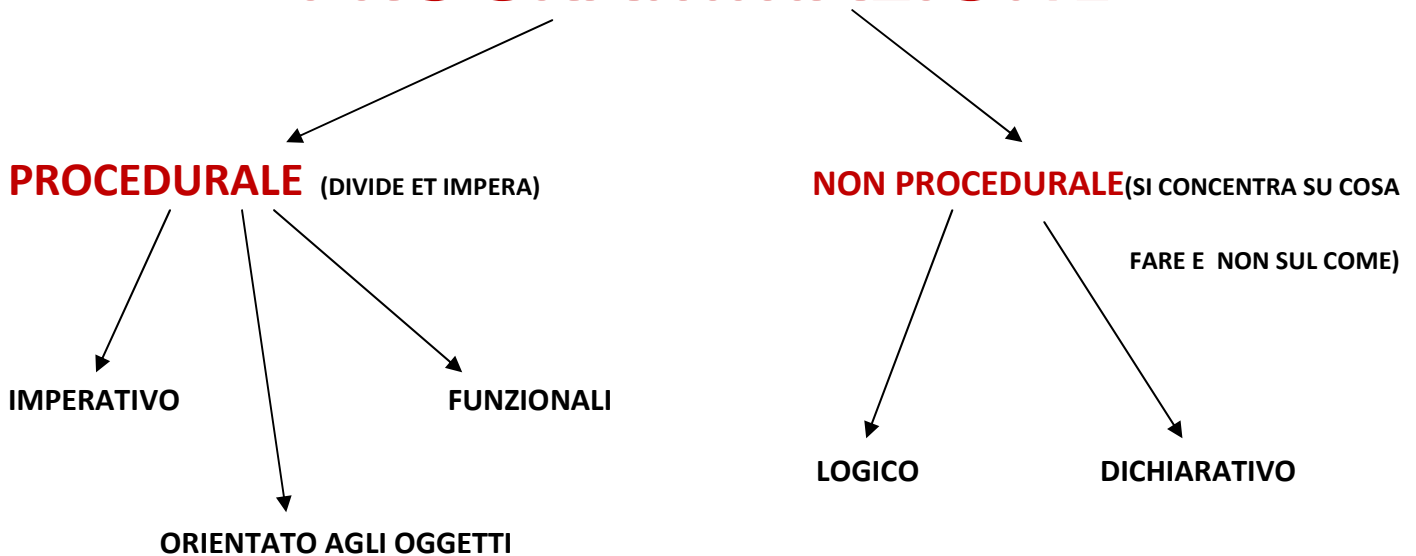 PROCEDURALE (DIVIDE ET IMPERA)
NON PROCEDURALE(SI CONCENTRA SU COSA
FARE E NON SUL COME)
IMPERATIVO
FUNZIONALI
LOGICO
DICHIARATIVO
ORIENTATO AGLI OGGETTI